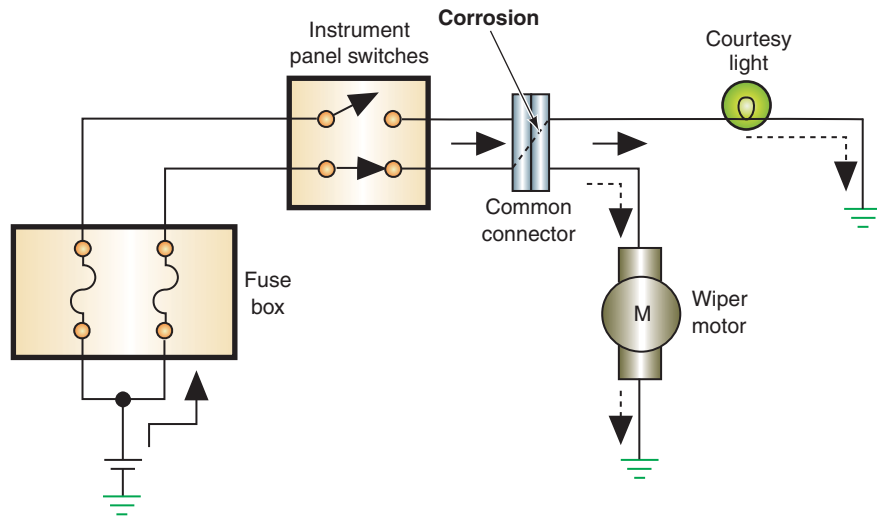 Corrosion
Instrument
panel switches
Courtesy
light
Common
connector
Fuse
box
M
Wiper
motor